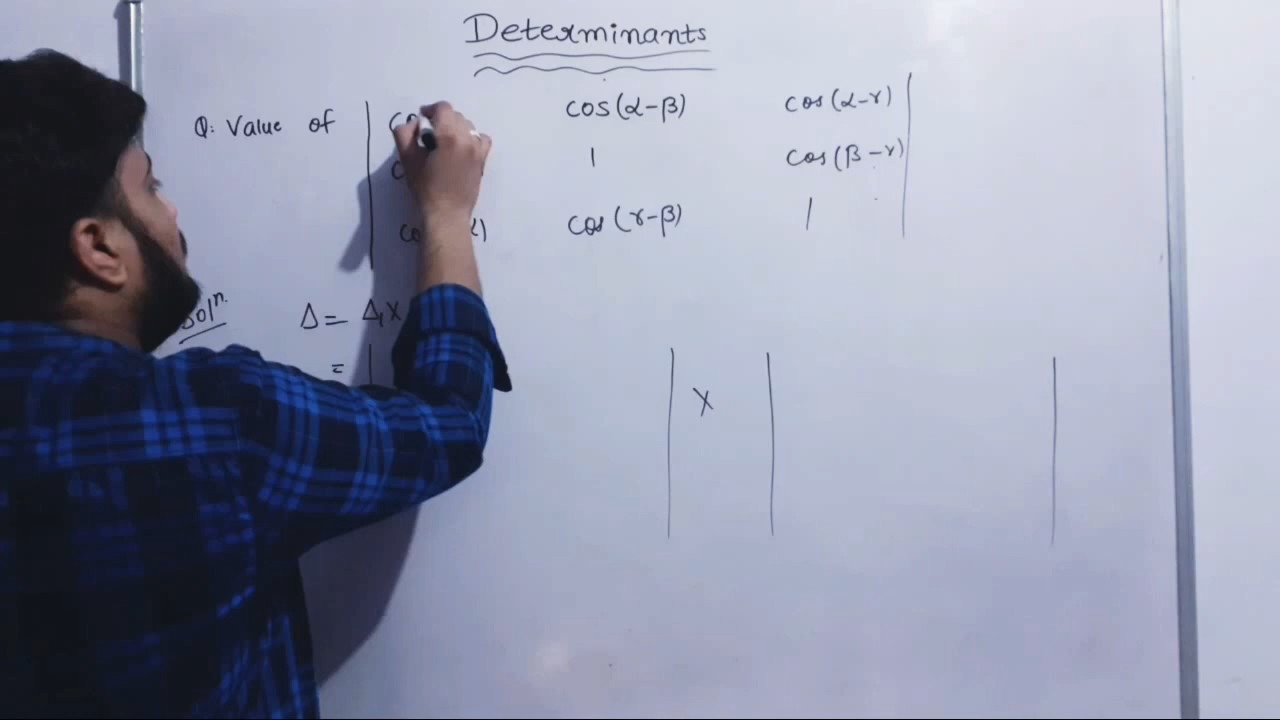 Determinants
Q: Value of | cos(α-β) cos(α-γ) |
1 cos(β-γ)
cos(γ-β) 1
Solⁿ. Δ = Δ₁ X
= | | X | |